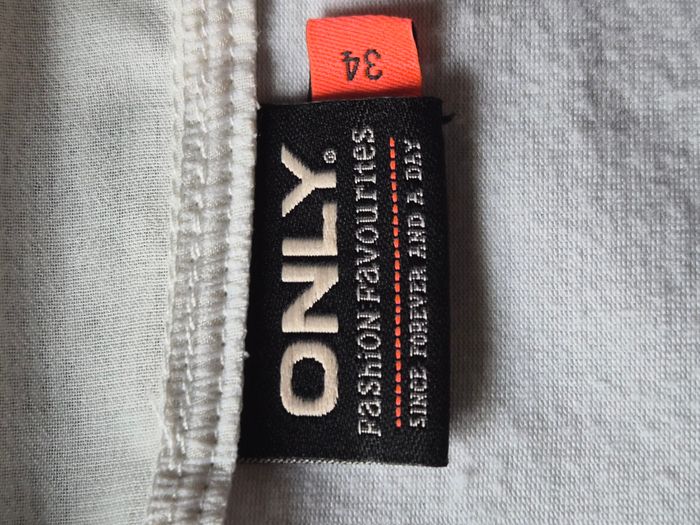 34
ONLY®
Fashion Favourites
SINCE FOREVER AND A DAY